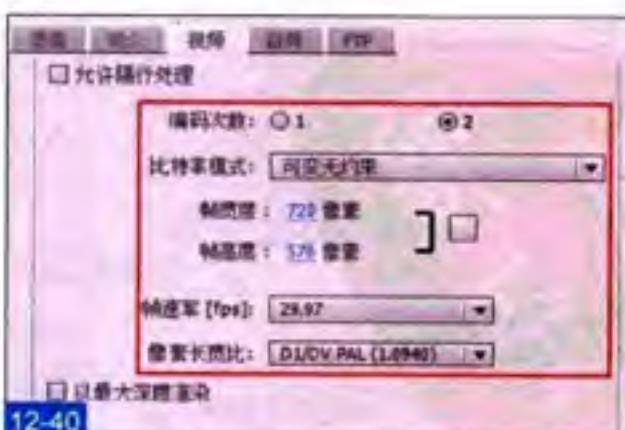 视频 FTP
允许隔行处理
编码次数: 1 2
比特率模式: 可变无约束
帧宽度: 720 像素
帧高度: 576 像素
帧速率 [fps]: 29.97
像素长宽比: D1/DV PAL (1.0940)
以最大深度渲染
12-40